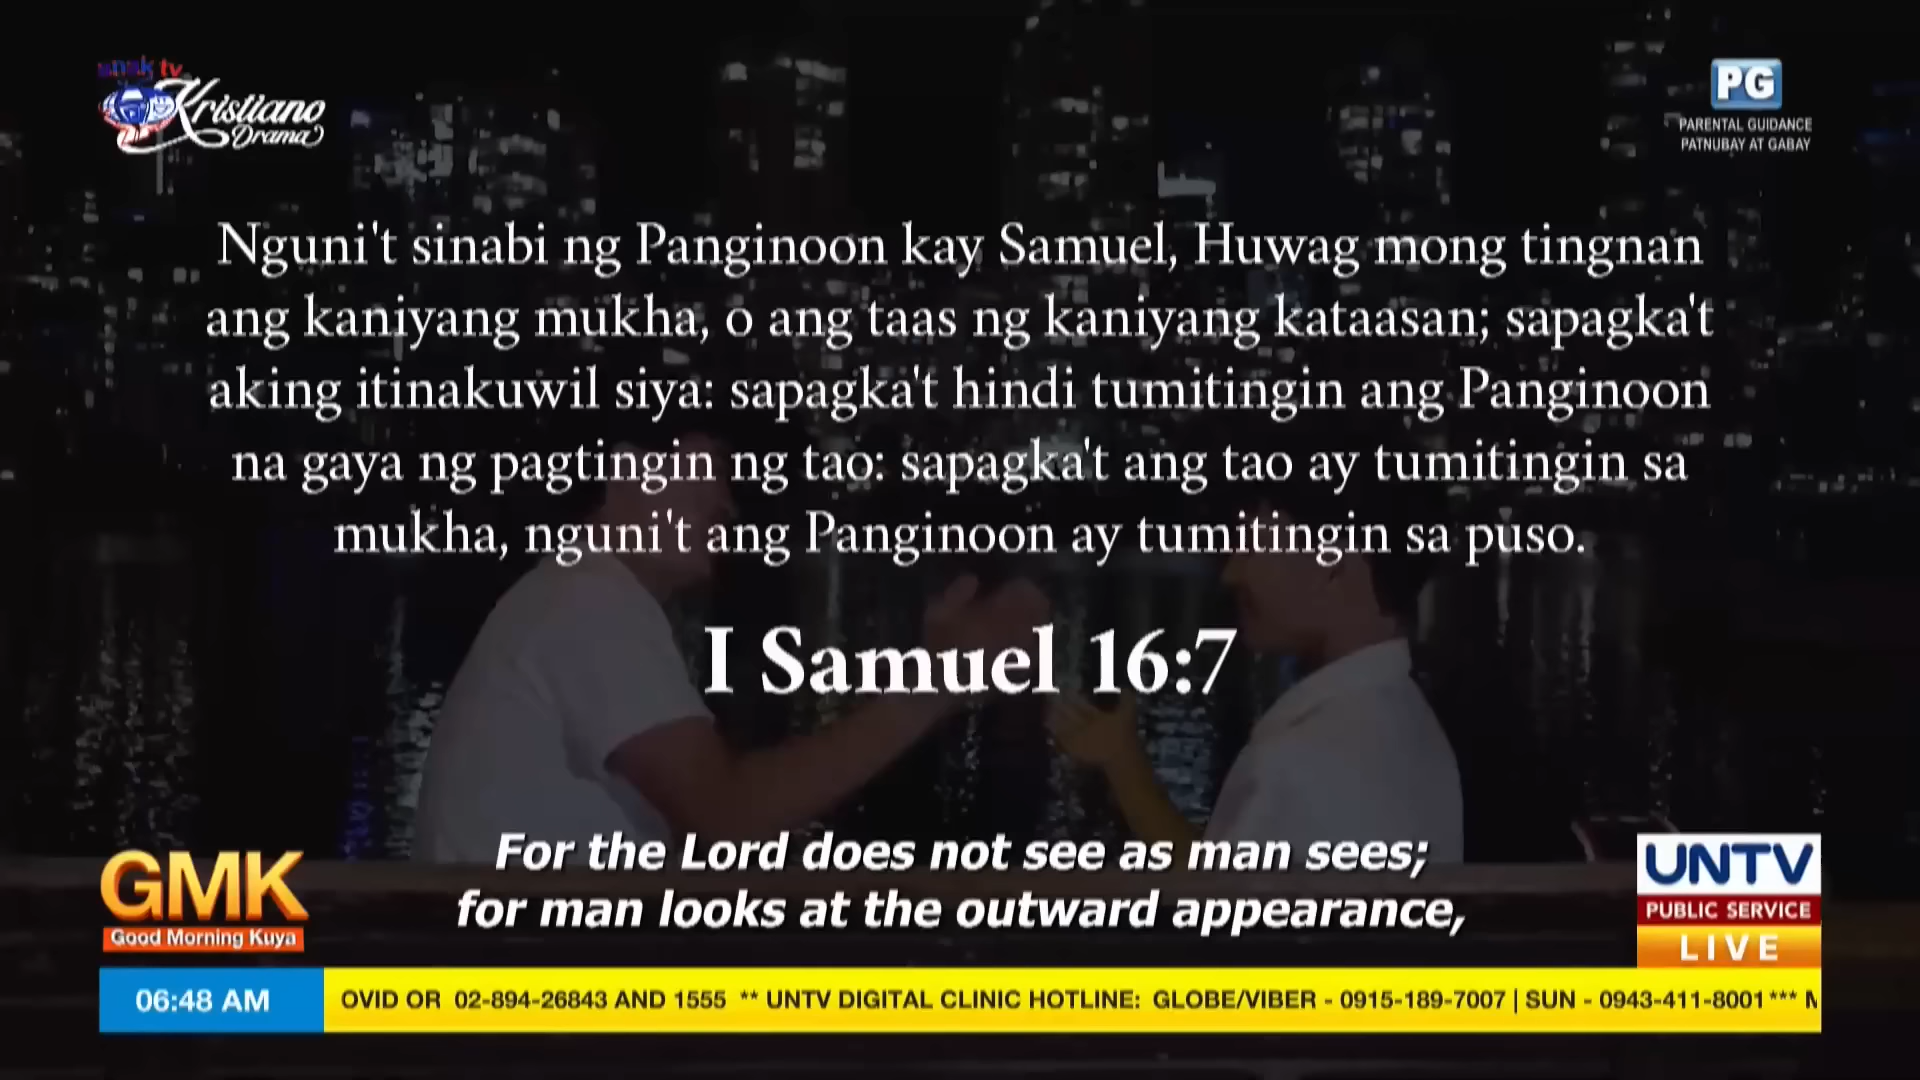 anak tv
Kristiano
Drama
PG
PARENTAL GUIDANCE
PATNUBAY AT GABAY
Nguni't sinabi ng Panginoon kay Samuel, Huwag mong tingnan
ang kaniyang mukha, o ang taas ng kaniyang kataasan; sapagka't
aking itinakuwil siya: sapagka't hindi tumitingin ang Panginoon
na gaya ng pagtingin ng tao: sapagka't ang tao ay tumitingin sa
mukha, nguni't ang Panginoon ay tumitingin sa puso.
I Samuel 16:7
For the Lord does not see as man sees;
for man looks at the outward appearance,
GMK
Good Morning Kuya
UNTV
PUBLIC SERVICE
LIVE
06:48 AM
OVID OR 02-894-26843 AND 1555 ** UNTV DIGITAL CLINIC HOTLINE: GLOBE/VIBER - 0915-189-7007 | SUN - 0943-411-8001 ***